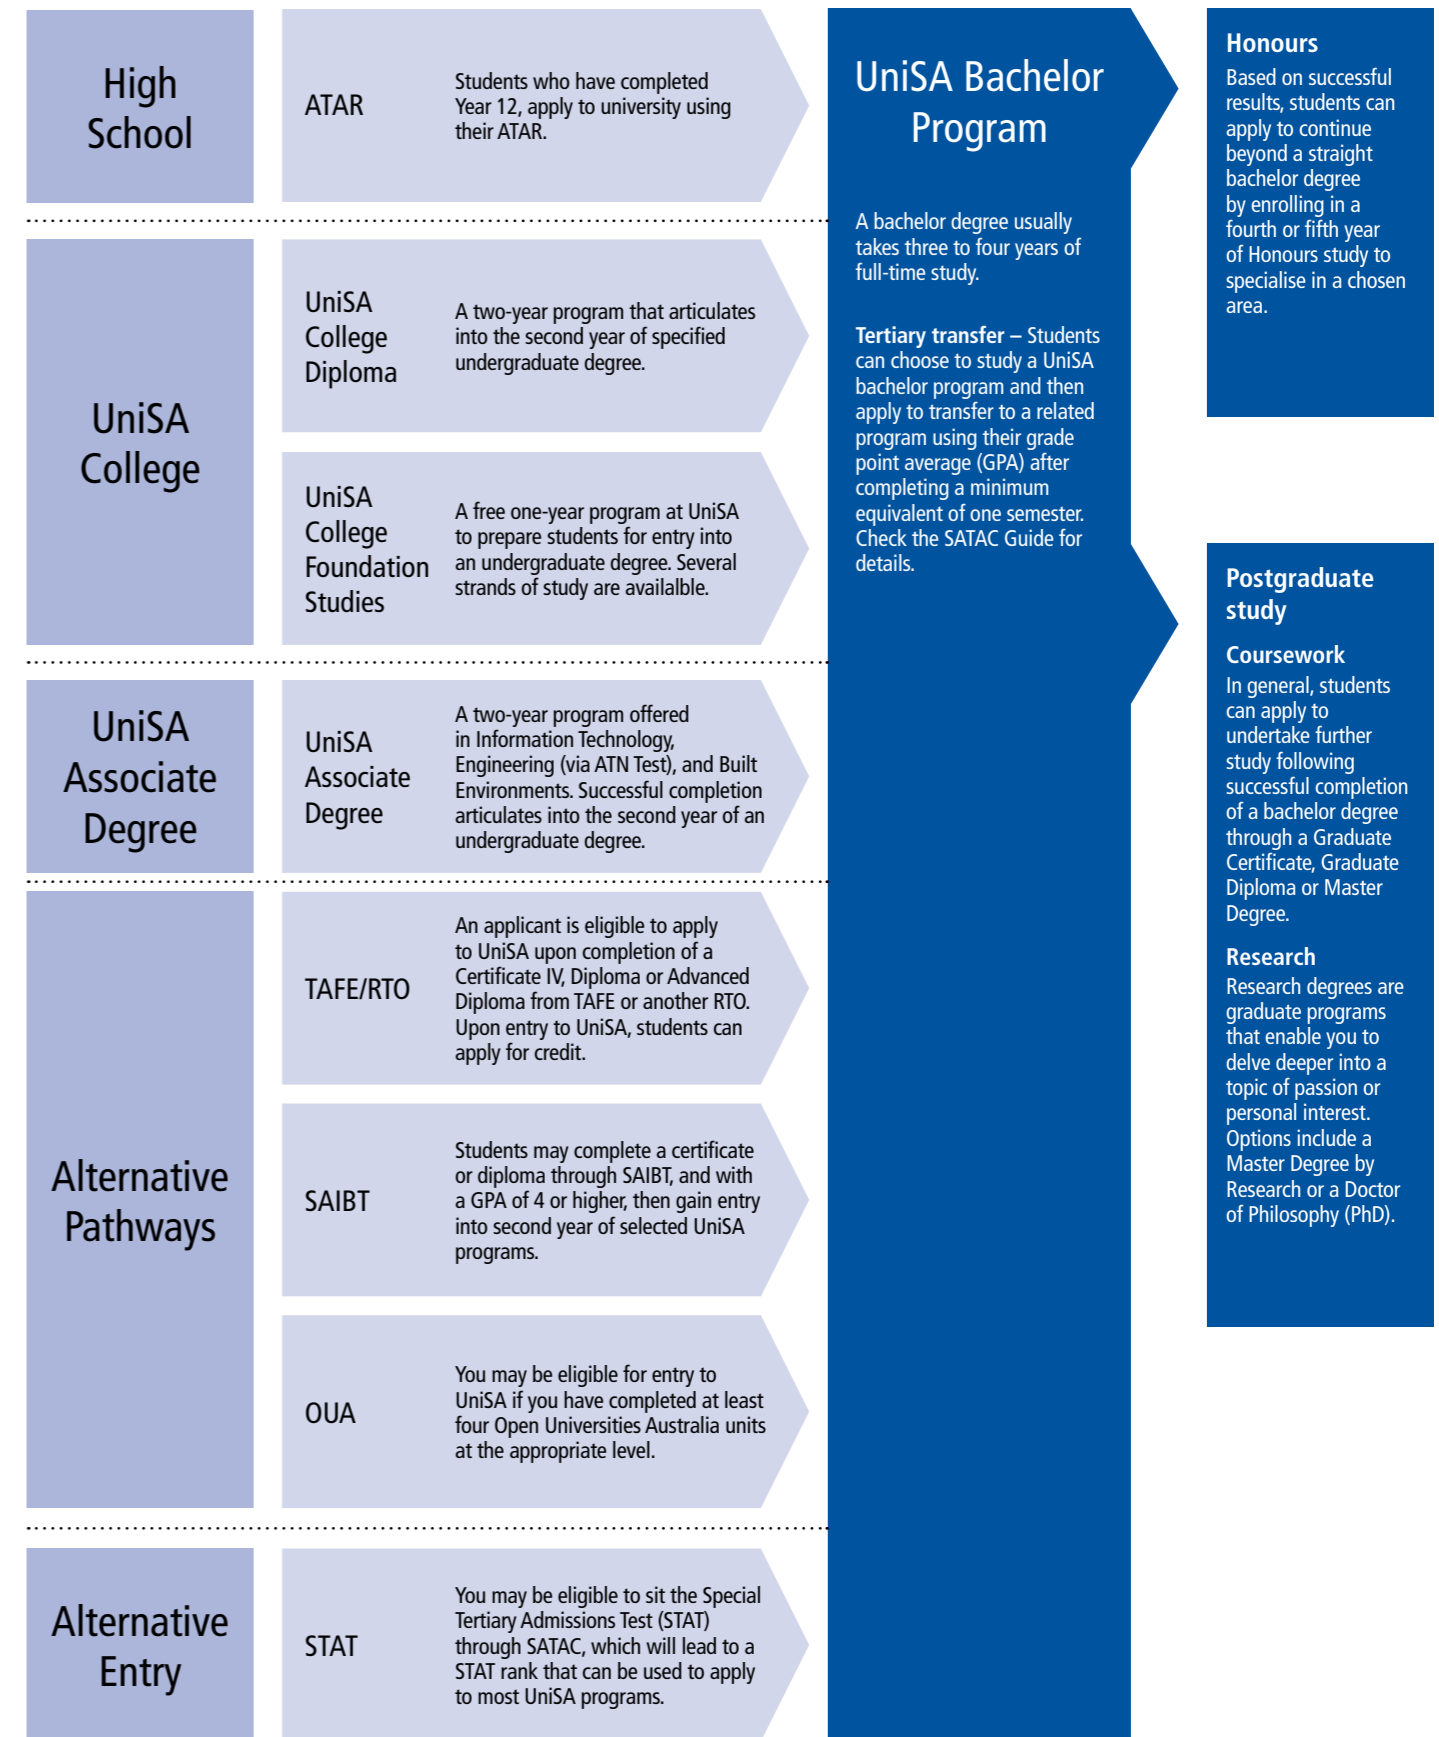 High
School
ATAR
Students who have completed
Year 12, apply to university using
their ATAR.
UniSA
College
UniSA
College
Diploma
A two-year program that articulates
into the second year of specified
undergraduate degree.
UniSA
College
Foundation
Studies
A free one-year program at UniSA
to prepare students for entry into
an undergraduate degree. Several
strands of study are availalble.
UniSA
Associate
Degree
UniSA
Associate
Degree
A two-year program offered
in Information Technology,
Engineering (via ATN Test), and Built
Environments. Successful completion
articulates into the second year of an
undergraduate degree.
Alternative
Pathways
TAFE/RTO
An applicant is eligible to apply
to UniSA upon completion of a
Certificate IV, Diploma or Advanced
Diploma from TAFE or another RTO.
Upon entry to UniSA, students can
apply for credit.
SAIBT
Students may complete a certificate
or diploma through SAIBT, and with
a GPA of 4 or higher, then gain entry
into second year of selected UniSA
programs.
OUA
You may be eligible for entry to
UniSA if you have completed at least
four Open Universities Australia units
at the appropriate level.
Alternative
Entry
STAT
You may be eligible to sit the Special
Tertiary Admissions Test (STAT)
through SATAC, which will lead to a
STAT rank that can be used to apply
to most UniSA programs.
UniSA Bachelor
Program
A bachelor degree usually
takes three to four years of
full-time study.
Tertiary transfer – Students
can choose to study a UniSA
bachelor program and then
apply to transfer to a related
program using their grade
point average (GPA) after
completing a minimum
equivalent of one semester.
Check the SATAC Guide for
details.
Honours
Based on successful
results, students can
apply to continue
beyond a straight
bachelor degree
by enrolling in a
fourth or fifth year
of Honours study to
specialise in a chosen
area.
Postgraduate
study
Coursework
In general, students
can apply to
undertake further
study following
successful completion
of a bachelor degree
through a Graduate
Certificate, Graduate
Diploma or Master
Degree.
Research
Research degrees are
graduate programs
that enable you to
delve deeper into a
topic of passion or
personal interest.
Options include a
Master Degree by
Research or a Doctor
of Philosophy (PhD).